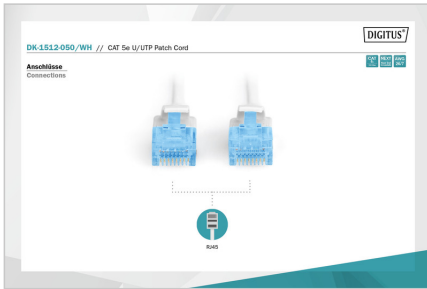 DIGITUS®
DK-1512-050/WH // CAT 5e U/UTP Patch Cord
Anschlüsse
Connections
RJ45